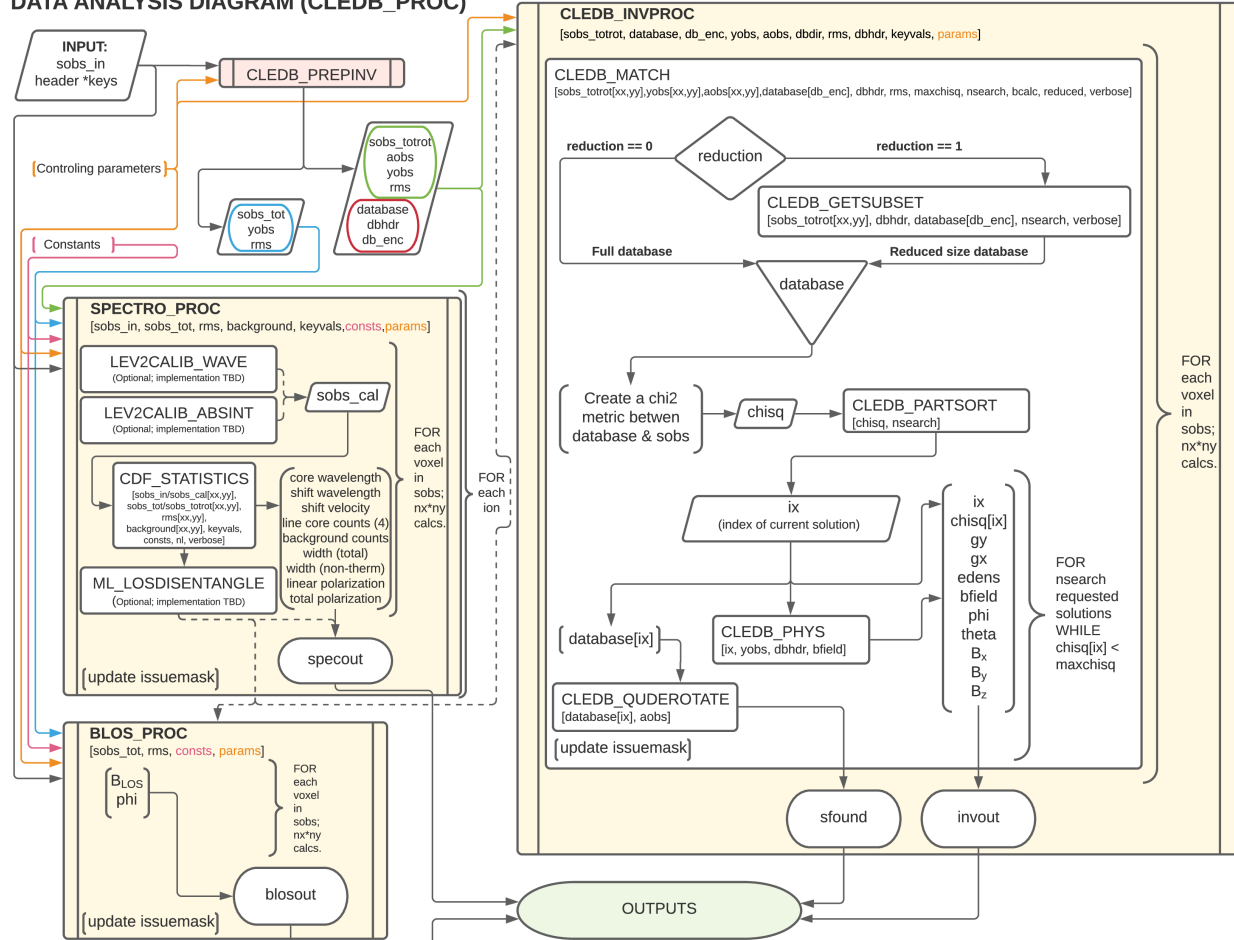 DATA ANALYSIS DIAGRAM (CLEDB_PROC)
INPUT:
sobs_in
header *keys
CLEDB_PREPINV
Controling parameters
Constants
sobs_totrot
aobs
yobs
rms
database
dbhdr
db_enc
sobs_tot
yobs
rms
SPECTRO_PROC
[sobs_in, sobs_tot, rms, background, keyvals,consts,params]
LEV2CALIB_WAVE
(Optional; implementation TBD)
LEV2CALIB_ABSINT
(Optional; implementation TBD)
sobs_cal
CDF_STATISTICS
[sobs_in/sobs_cal[xx,yy],
sobs_tot/sobs_totrot[xx,yy],
rms[xx,yy],
background[xx,yy], keyvals,
consts, nl, verbose]
core wavelength
shift wavelength
shift velocity
line core counts (4)
background counts
width (total)
width (non-therm)
linear polarization
total polarization
ML_LOSDISENTANGLE
(Optional; implementation TBD)
specout
[update issuemask]
FOR
each
voxel
in
sobs;
nx*ny
calcs.
FOR
each
ion
BLOS_PROC
[sobs_tot, rms, consts, params]
BLOS
phi
FOR
each
voxel
in
sobs;
nx*ny
calcs.
blosout
[update issuemask]
CLEDB_INVPROC
[sobs_totrot, database, db_enc, yobs, aobs, dbdir, rms, dbhdr, keyvals, params]
CLEDB_MATCH
[sobs_totrot[xx,yy],yobs[xx,yy],aobs[xx,yy],database[db_enc], dbhdr, rms, maxchisq, nsearch, bcalc, reduced, verbose]
reduction == 0
reduction
reduction == 1
CLEDB_GETSUBSET
[sobs_totrot[xx,yy], dbhdr, database[db_enc], nsearch, verbose]
Full database
Reduced size database
database
Create a chi2
metric betwen
database & sobs
chisq
CLEDB_PARTSORT
[chisq, nsearch]
ix
(index of current solution)
database[ix]
CLEDB_PHYS
[ix, yobs, dbhdr, bfield]
CLEDB_QUDEROTATE
[database[ix], aobs]
[update issuemask]
ix
chisq[ix]
gy
gx
edens
bfield
phi
theta
Bx
By
Bz
FOR
nsearch
requested
solutions
WHILE
chisq[ix] <
maxchisq
FOR
each
voxel
in
sobs;
nx*ny
calcs.
sfound
invout
OUTPUTS